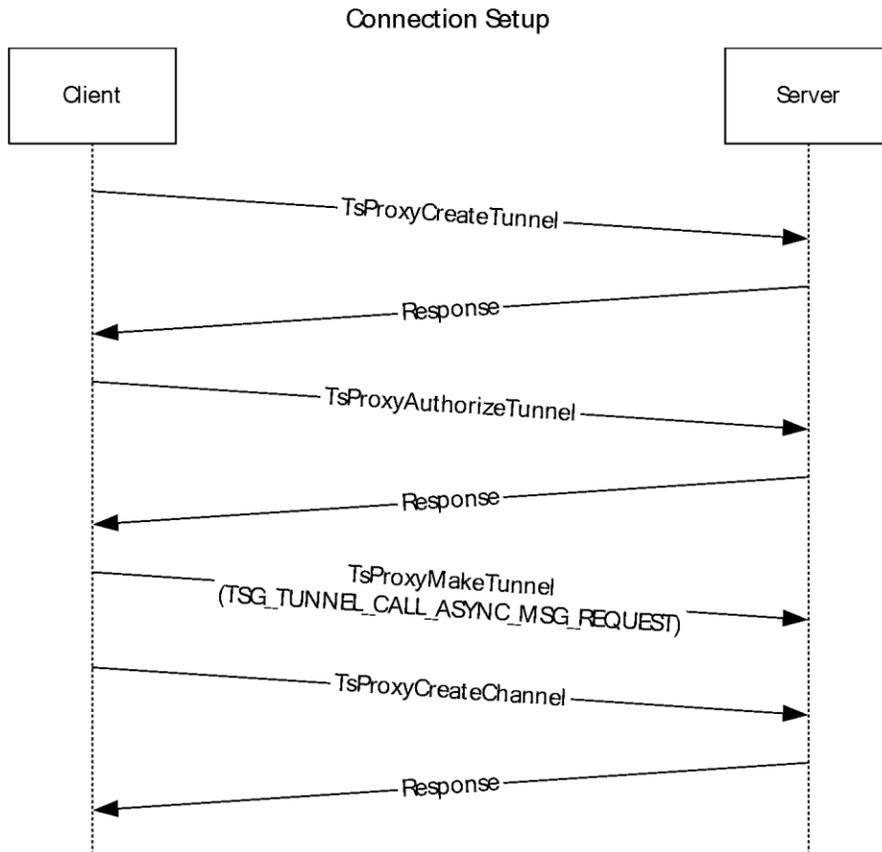 Connection Setup
Client
Server
TsProxyCreateTunnel
Response
TsProxyAuthorizeTunnel
Response
TsProxyMakeTunnel
(TSG_TUNNEL_CALL_ASYNC_MSG_REQUEST)
TsProxyCreateChannel
Response